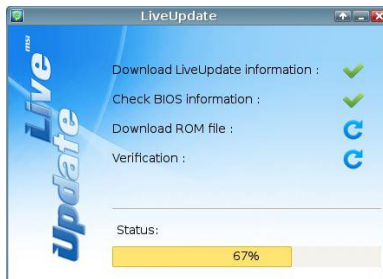 LiveUpdate
msi
Live Update
Download LiveUpdate information :
Check BIOS information :
Download ROM file :
Verification :
Status:
67%